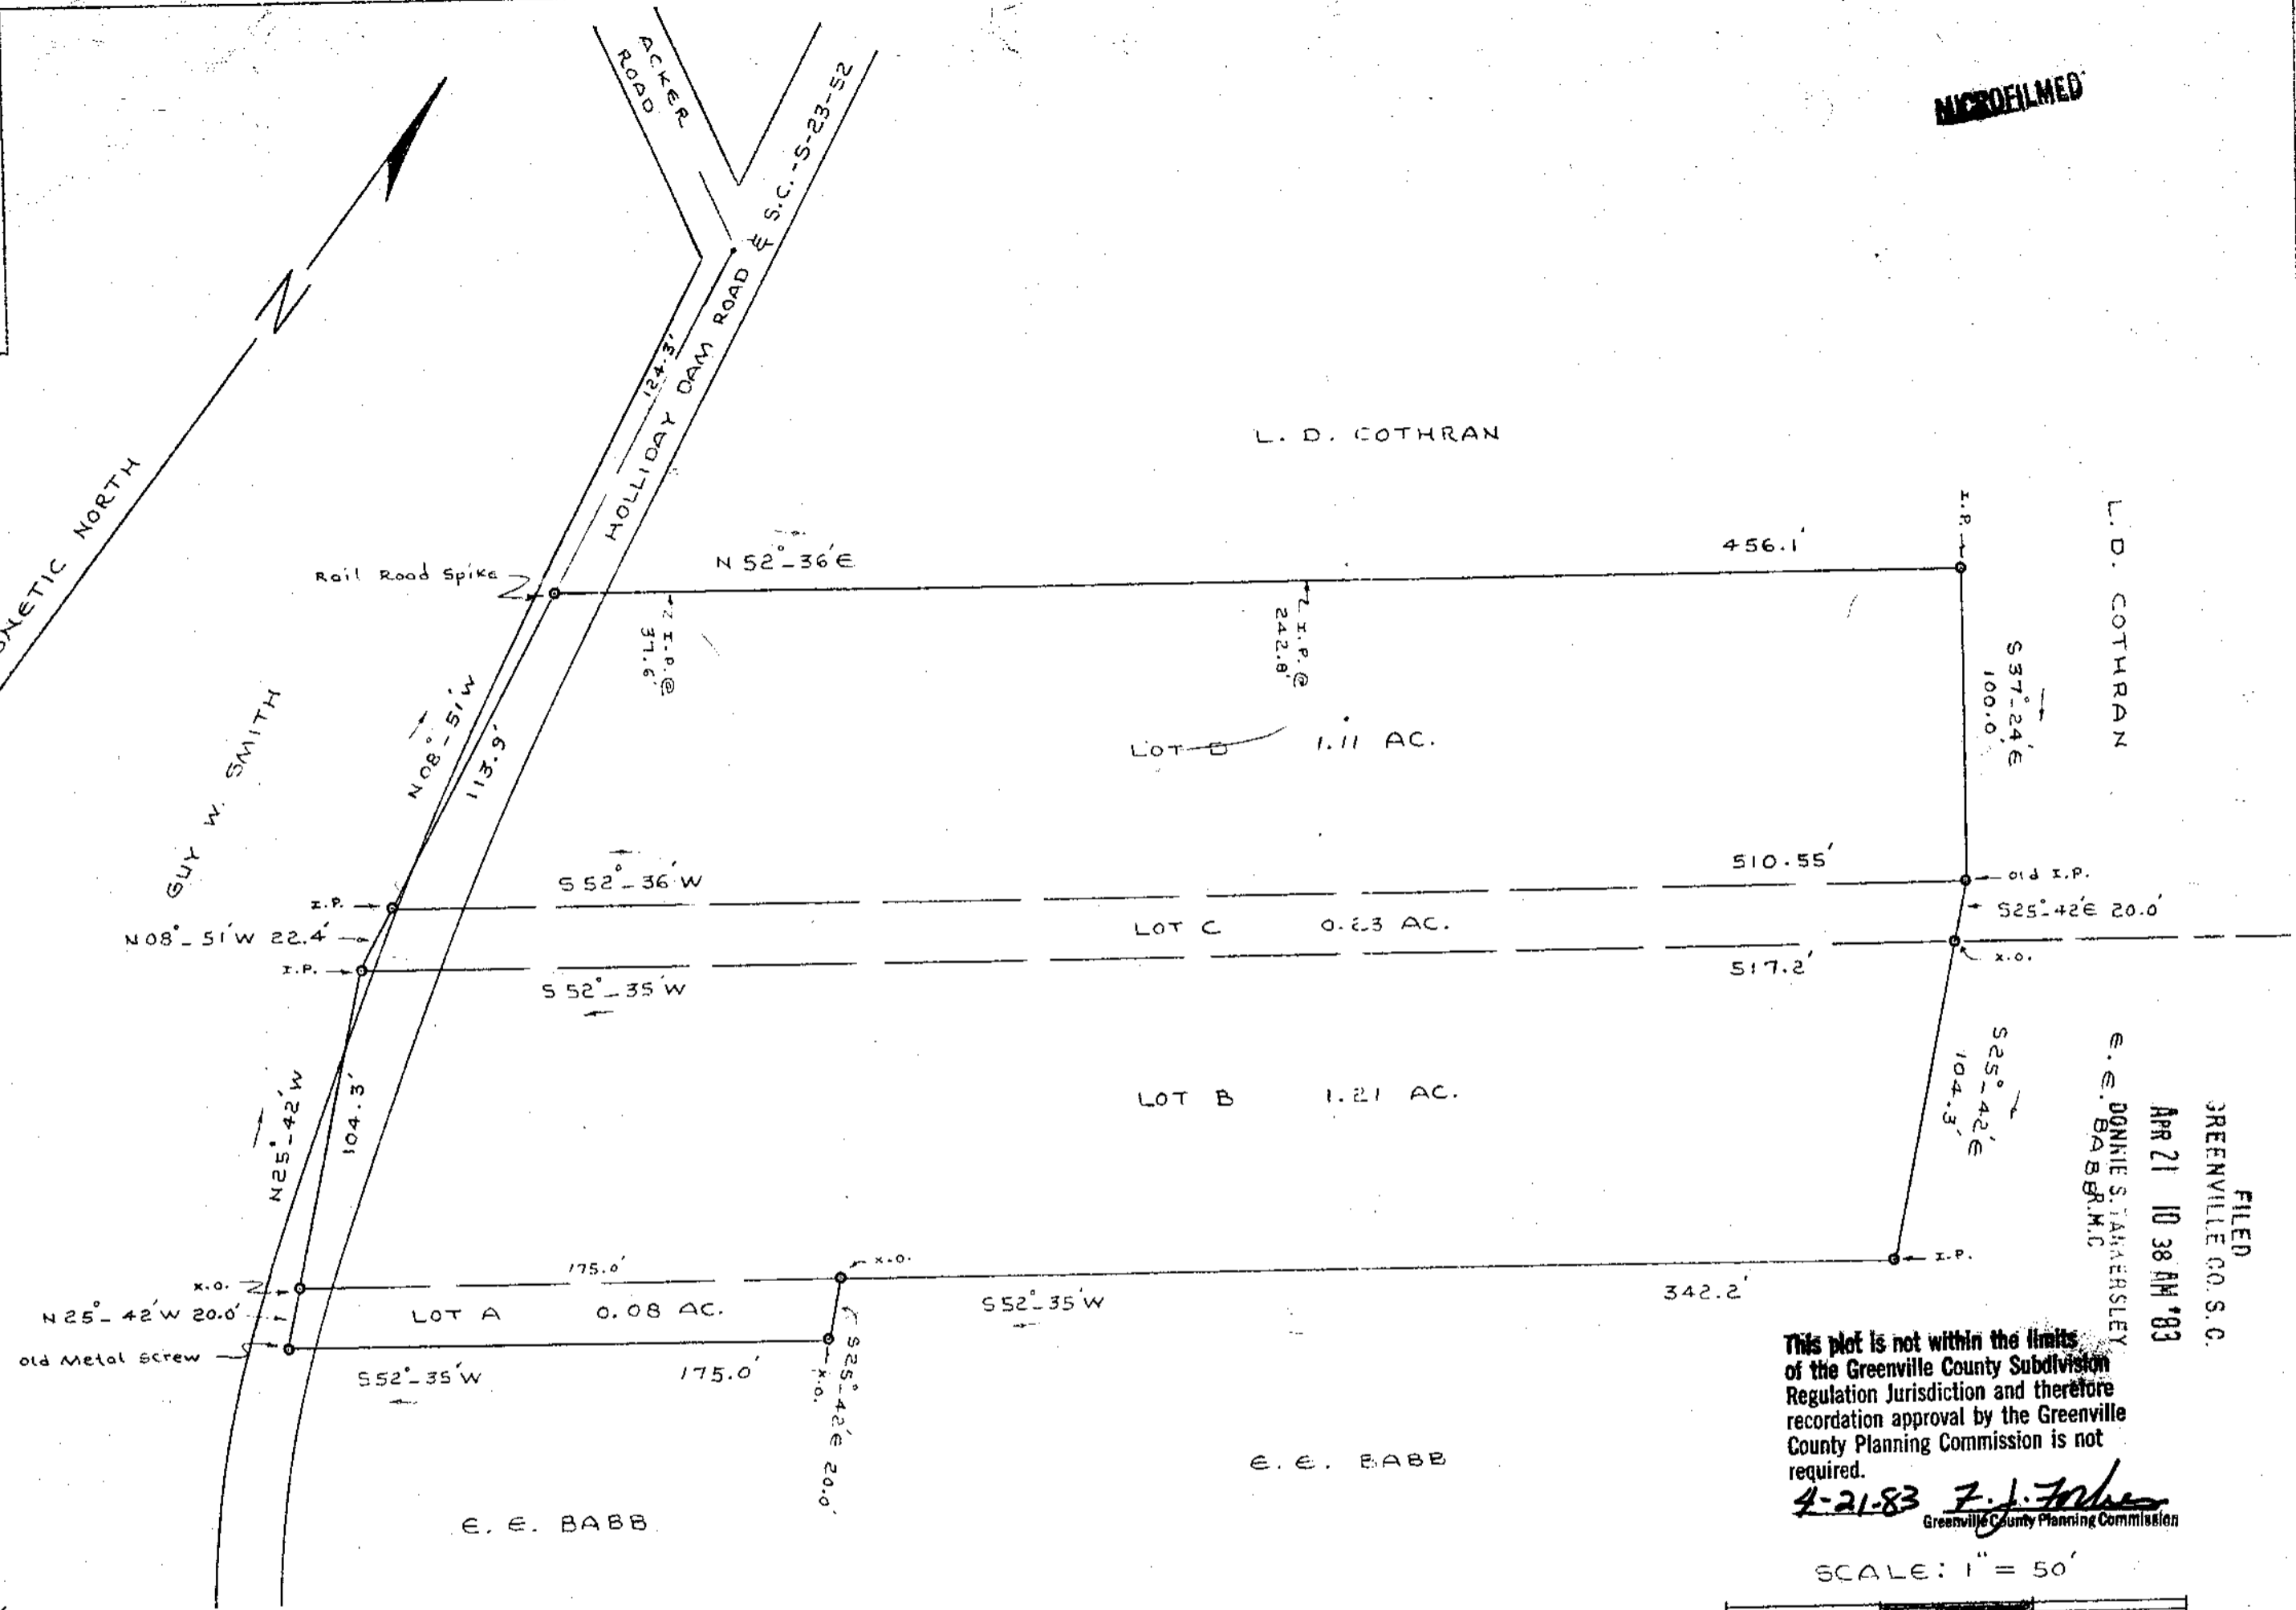 ACKER
ROAD
MICROFILMED
HOLLIDAY DAM ROAD & S.C.-S-23-52
124.3'
NETIC NORTH
N
L. D. COTHRAN
I.P.
L. D. COTHRAN
Rail Road Spike
N 52°-36'E
456.1'
I.P. @
37.6'
I.P. @
242.8'
S 37°-24'E
100.0'
GUY W. SMITH
N 08°-51'W
113.9'
LOT D 1.11 AC.
S 52°-36'W
510.55'
Old I.P.
I.P.
S25°-42'E 20.0'
N 08°-51'W 22.4'
LOT C 0.23 AC.
I.P.
X.O.
S 52°-35'W
517.2'
S25°-42'E
104.3'
E. E. BABB
N25°-42'W
104.3'
LOT B 1.21 AC.
FILED
GREENVILLE CO. S. C.
APR 21 10 38 AM '83
DONNIE S. TANKERSLEY
R.M.C
X.O.
175.0'
X.O.
I.P.
N 25°-42'W 20.0'
LOT A 0.08 AC.
S 52°-35'W
342.2'
Old Metal Screw
S 52°-35'W
175.0'
X.O.
S25°-42'E 20.0'
E. E. BABB
E. E. BABB
This plot is not within the limits
of the Greenville County Subdivision
Regulation Jurisdiction and therefore
recordation approval by the Greenville
County Planning Commission is not
required.
4-21-83 F. J. Forbes
Greenville County Planning Commission
SCALE: 1" = 50'